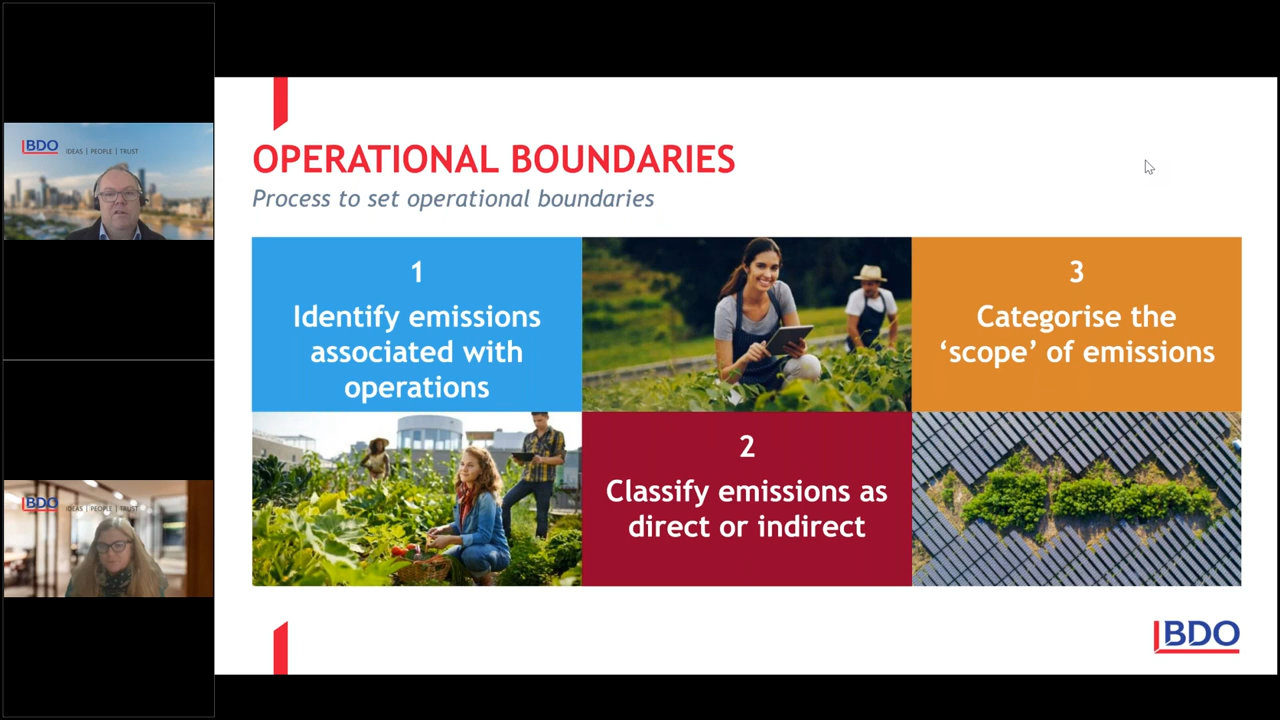 BDO
IDEAS | PEOPLE | TRUST
BDO
IDEAS | PEOPLE | TRUST
OPERATIONAL BOUNDARIES
Process to set operational boundaries
1
Identify emissions
associated with
operations
2
Classify emissions as
direct or indirect
3
Categorise the
‘scope’ of emissions
BDO